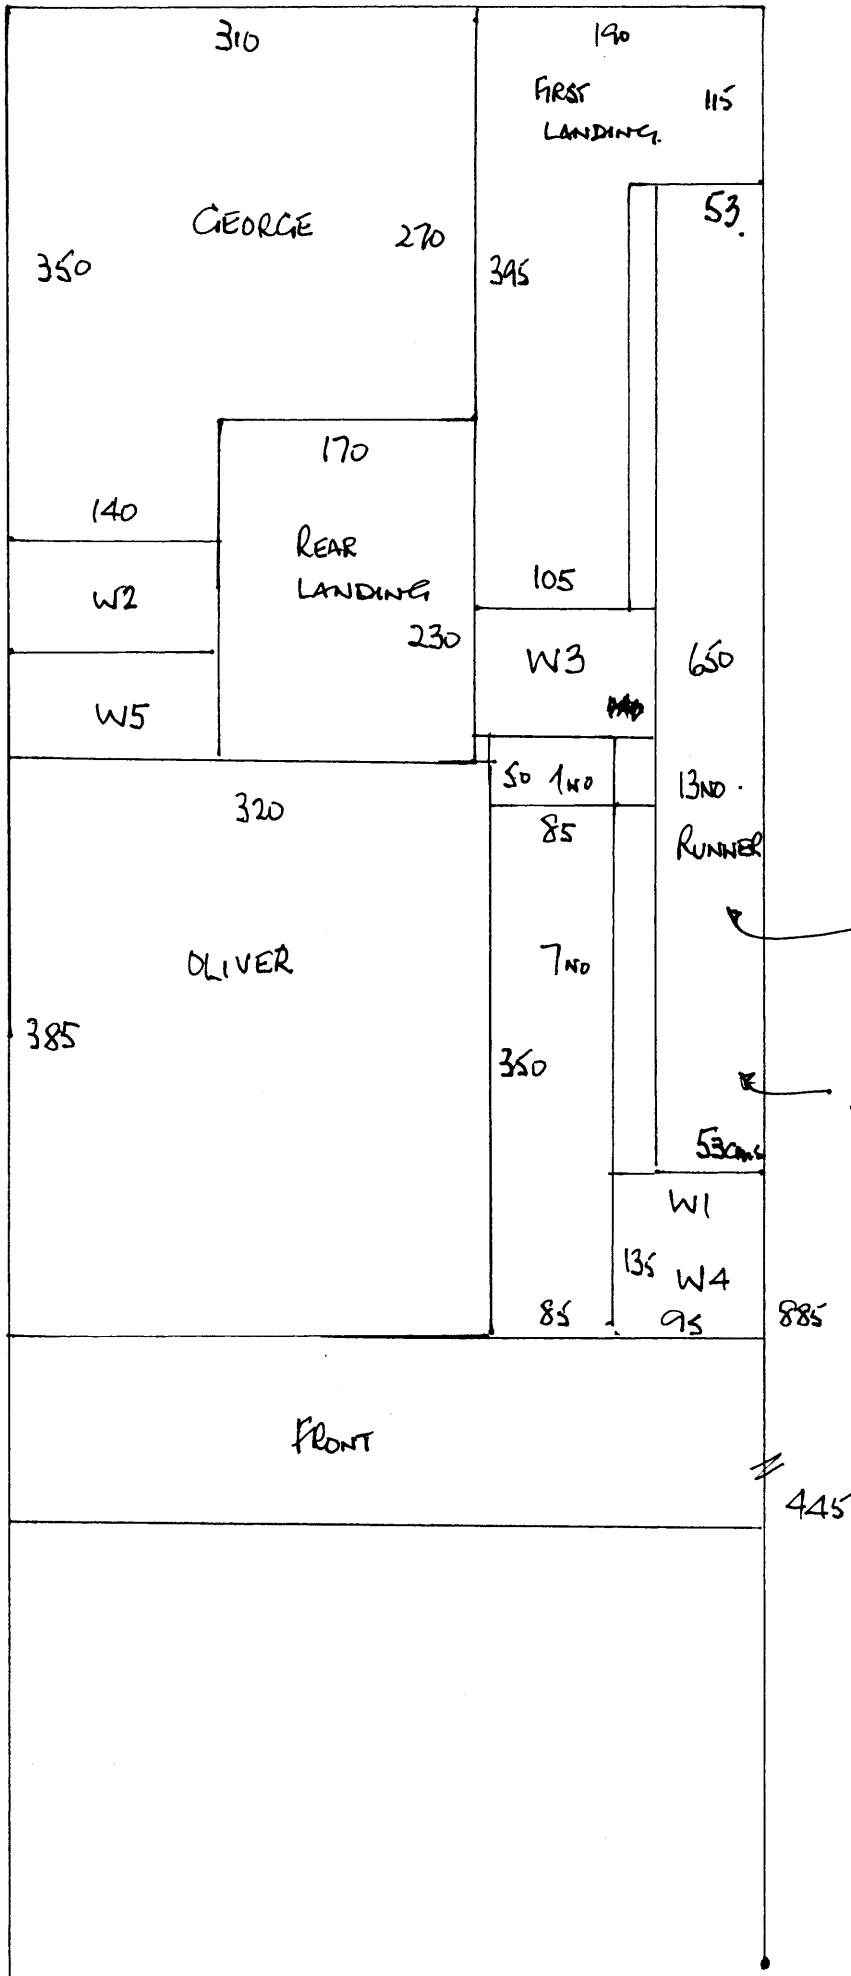 310
190
FIRST
LANDING.
115
53.
GEORGE
270
350
395
170
140
REAR
LANDING
W2
105
230
W3
650
W5
50 1NO
13NO.
320
85
RUNNER
OLIVER
7NO
385
350
53cms
W1
135
W4
85
95
885
FRONT
445